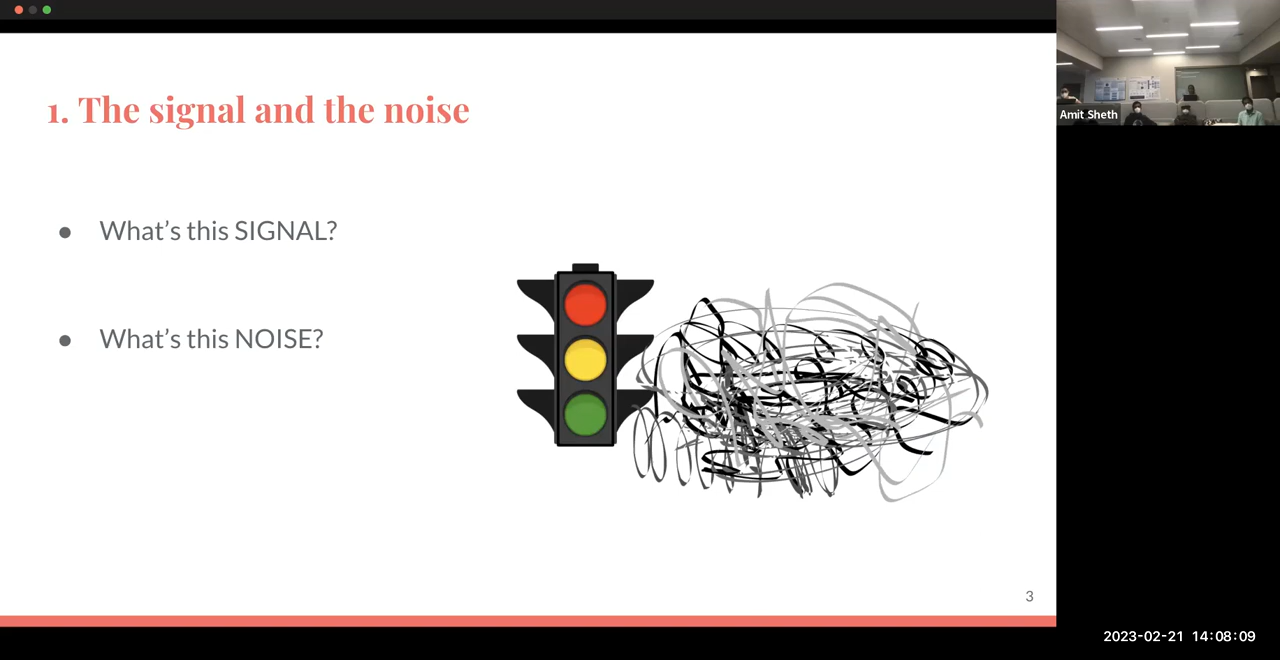 1. The signal and the noise
● What's this SIGNAL?
● What's this NOISE?
3
Amit Sheth
2023-02-21 14:08:09